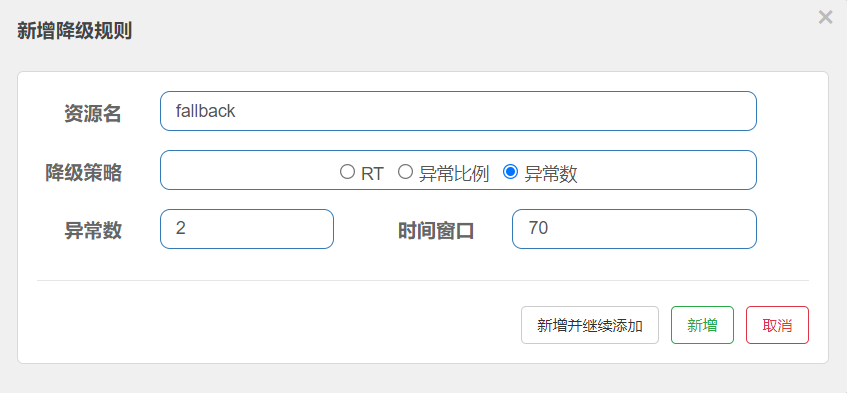 新增降级规则
×
资源名 fallback
降级策略 RT 异常比例 异常数
异常数 2 时间窗口 70
新增并继续添加 新增 取消